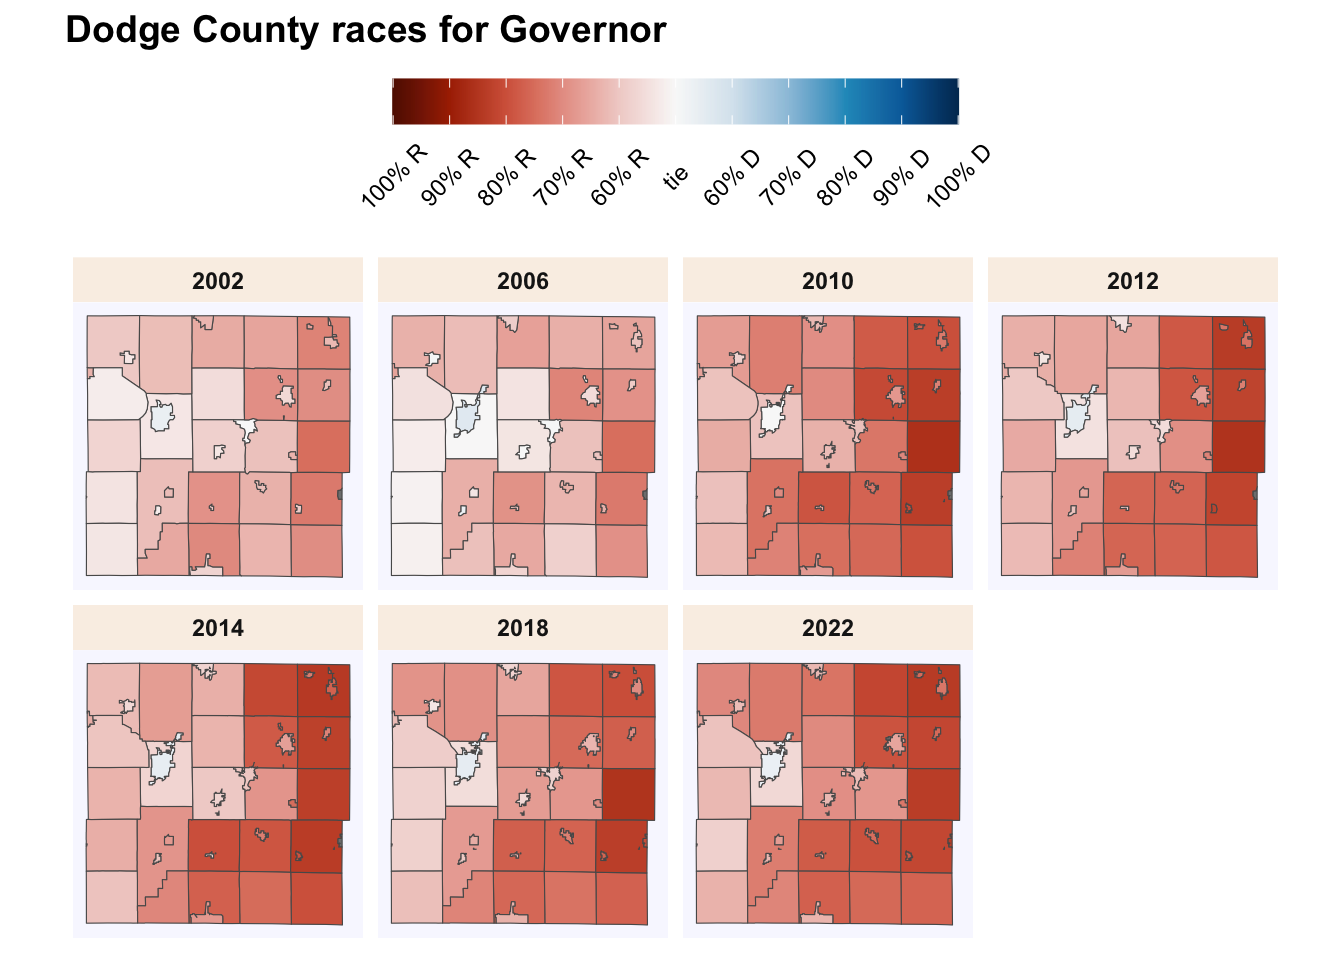 Dodge County races for Governor
100% R
90% R
80% R
70% R
60% R
tie
60% D
70% D
80% D
90% D
100% D
2002
2006
2010
2012
2014
2018
2022